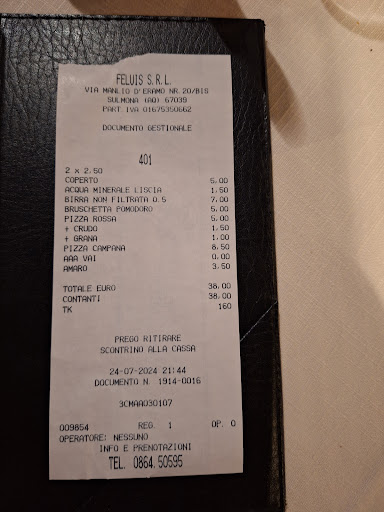 FELUIS S.R.L.
VIA MANLIO D'ERAMO NR.20/BIS
SULMONA (AQ) 67039
PART.IVA 01675350662
DOCUMENTO GESTIONALE
401
2 x 2.50
COPERTO 5.00
ACQUA MINERALE LISCIA 1.50
BIRRA NON FILTRATA 0.5 7.00
BRUSCHETTA POMODORO 5.00
PIZZA ROSSA 5.00
+ CRUDO 1.50
+ GRANA 1.00
PIZZA CAMPANA 8.50
AAA VAI 0.00
AMARO 3.50
TOTALE EURO 38.00
CONTANTI 38.00
TK 160
PREGO RITIRARE
SCONTRINO ALLA CASSA
24-07-2024 21:44
DOCUMENTO N. 1914-0016
3CMAA030107
009854 REG. 1 OP. 0
OPERATORE: NESSUNO
INFO E PRENOTAZIONI
TEL. 0864.50595